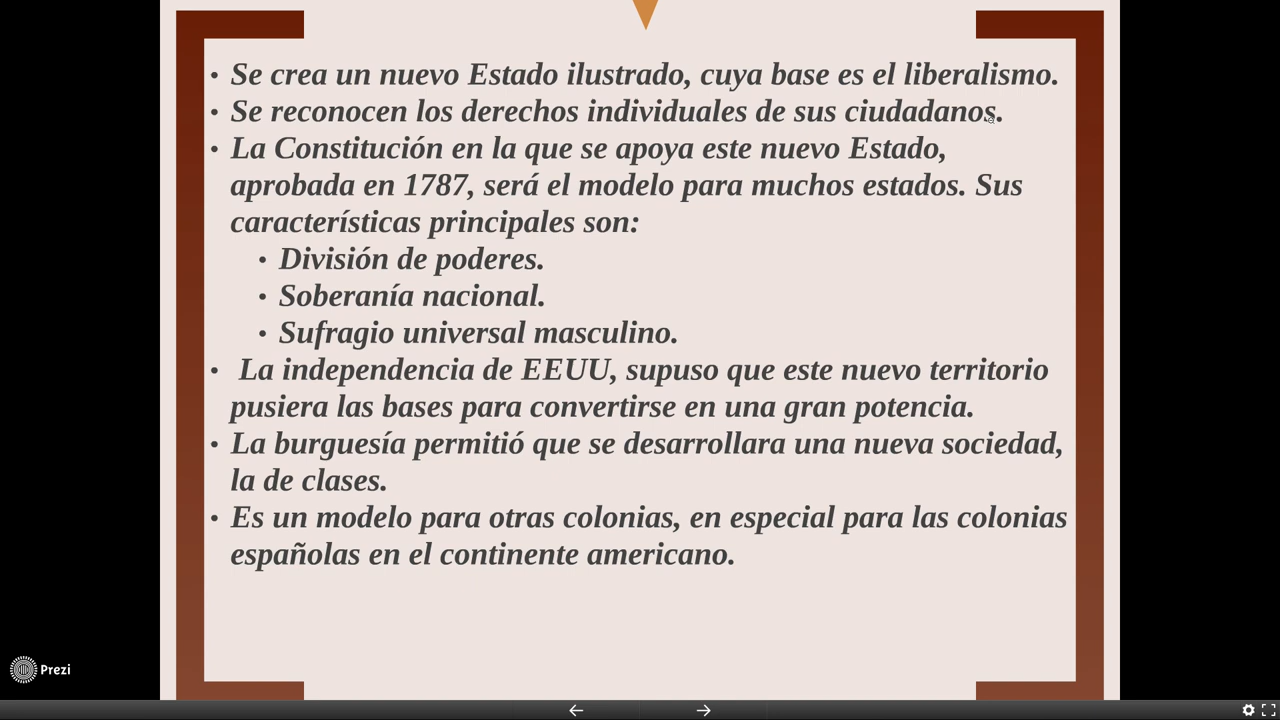 • Se crea un nuevo Estado ilustrado, cuya base es el liberalismo.
• Se reconocen los derechos individuales de sus ciudadanos.
• La Constitución en la que se apoya este nuevo Estado,
aprobada en 1787, será el modelo para muchos estados. Sus
características principales son:
• División de poderes.
• Soberanía nacional.
• Sufragio universal masculino.
• La independencia de EEUU, supuso que este nuevo territorio
pusiera las bases para convertirse en una gran potencia.
• La burguesía permitió que se desarrollara una nueva sociedad,
la de clases.
• Es un modelo para otras colonias, en especial para las colonias
españolas en el continente americano.
Prezi